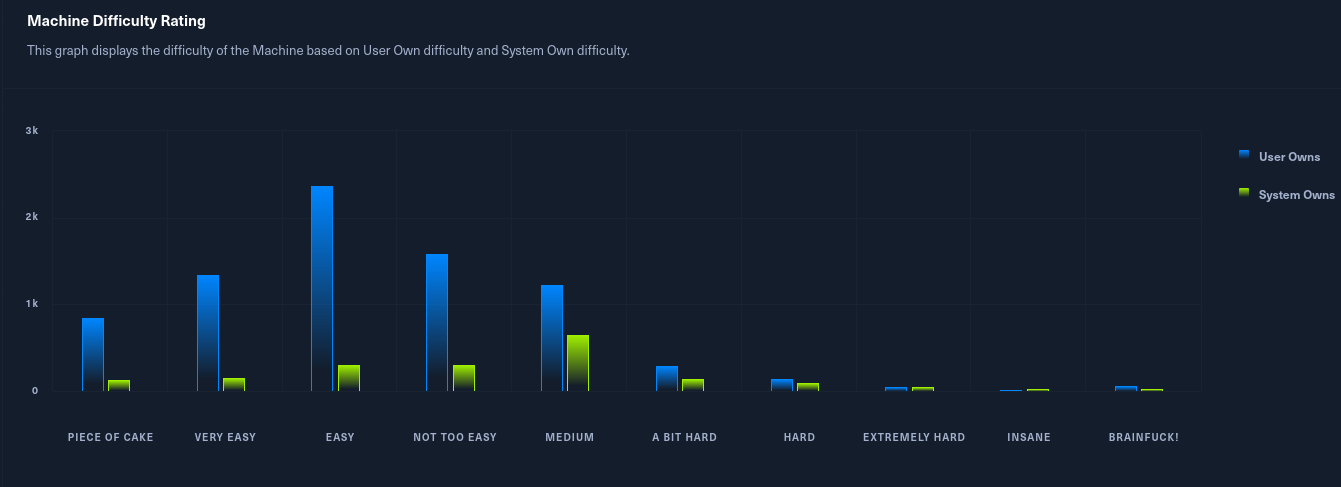 Machine Difficulty Rating
This graph displays the difficulty of the Machine based on User Own difficulty and System Own difficulty.
3k
2k
1k
0
User Owns
System Owns
PIECE OF CAKE
VERY EASY
EASY
NOT TOO EASY
MEDIUM
A BIT HARD
HARD
EXTREMELY HARD
INSANE
BRAINFUCK!